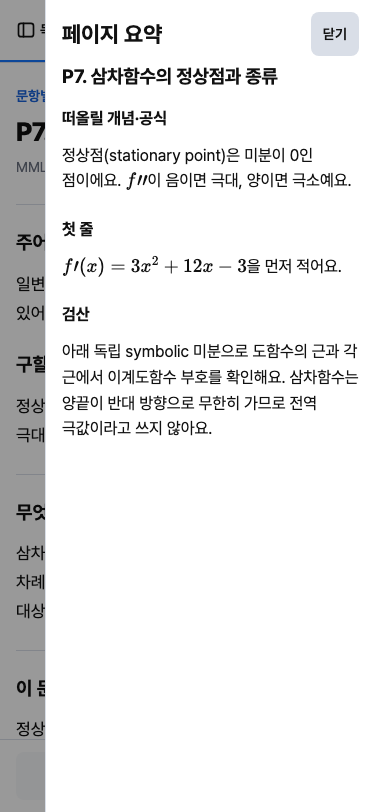 페이지 요약
닫기
P7. 삼차함수의 정상점과 종류
떠올릴 개념·공식
정상점(stationary point)은 미분이 0인
점이에요. f′′이 음이면 극대, 양이면 극소예요.
첫 줄
f′(x) = 3x² + 12x − 3을 먼저 적어요.
검산
아래 독립 symbolic 미분으로 도함수의 근과 각
근에서 이계도함수 부호를 확인해요. 삼차함수는
양끝이 반대 방향으로 무한히 가므로 전역
극값이라고 쓰지 않아요.
문항
P7
MML
주어
일변
있어
구할
정상
극대
무엇
삼차
차례
대상
이 문
정상